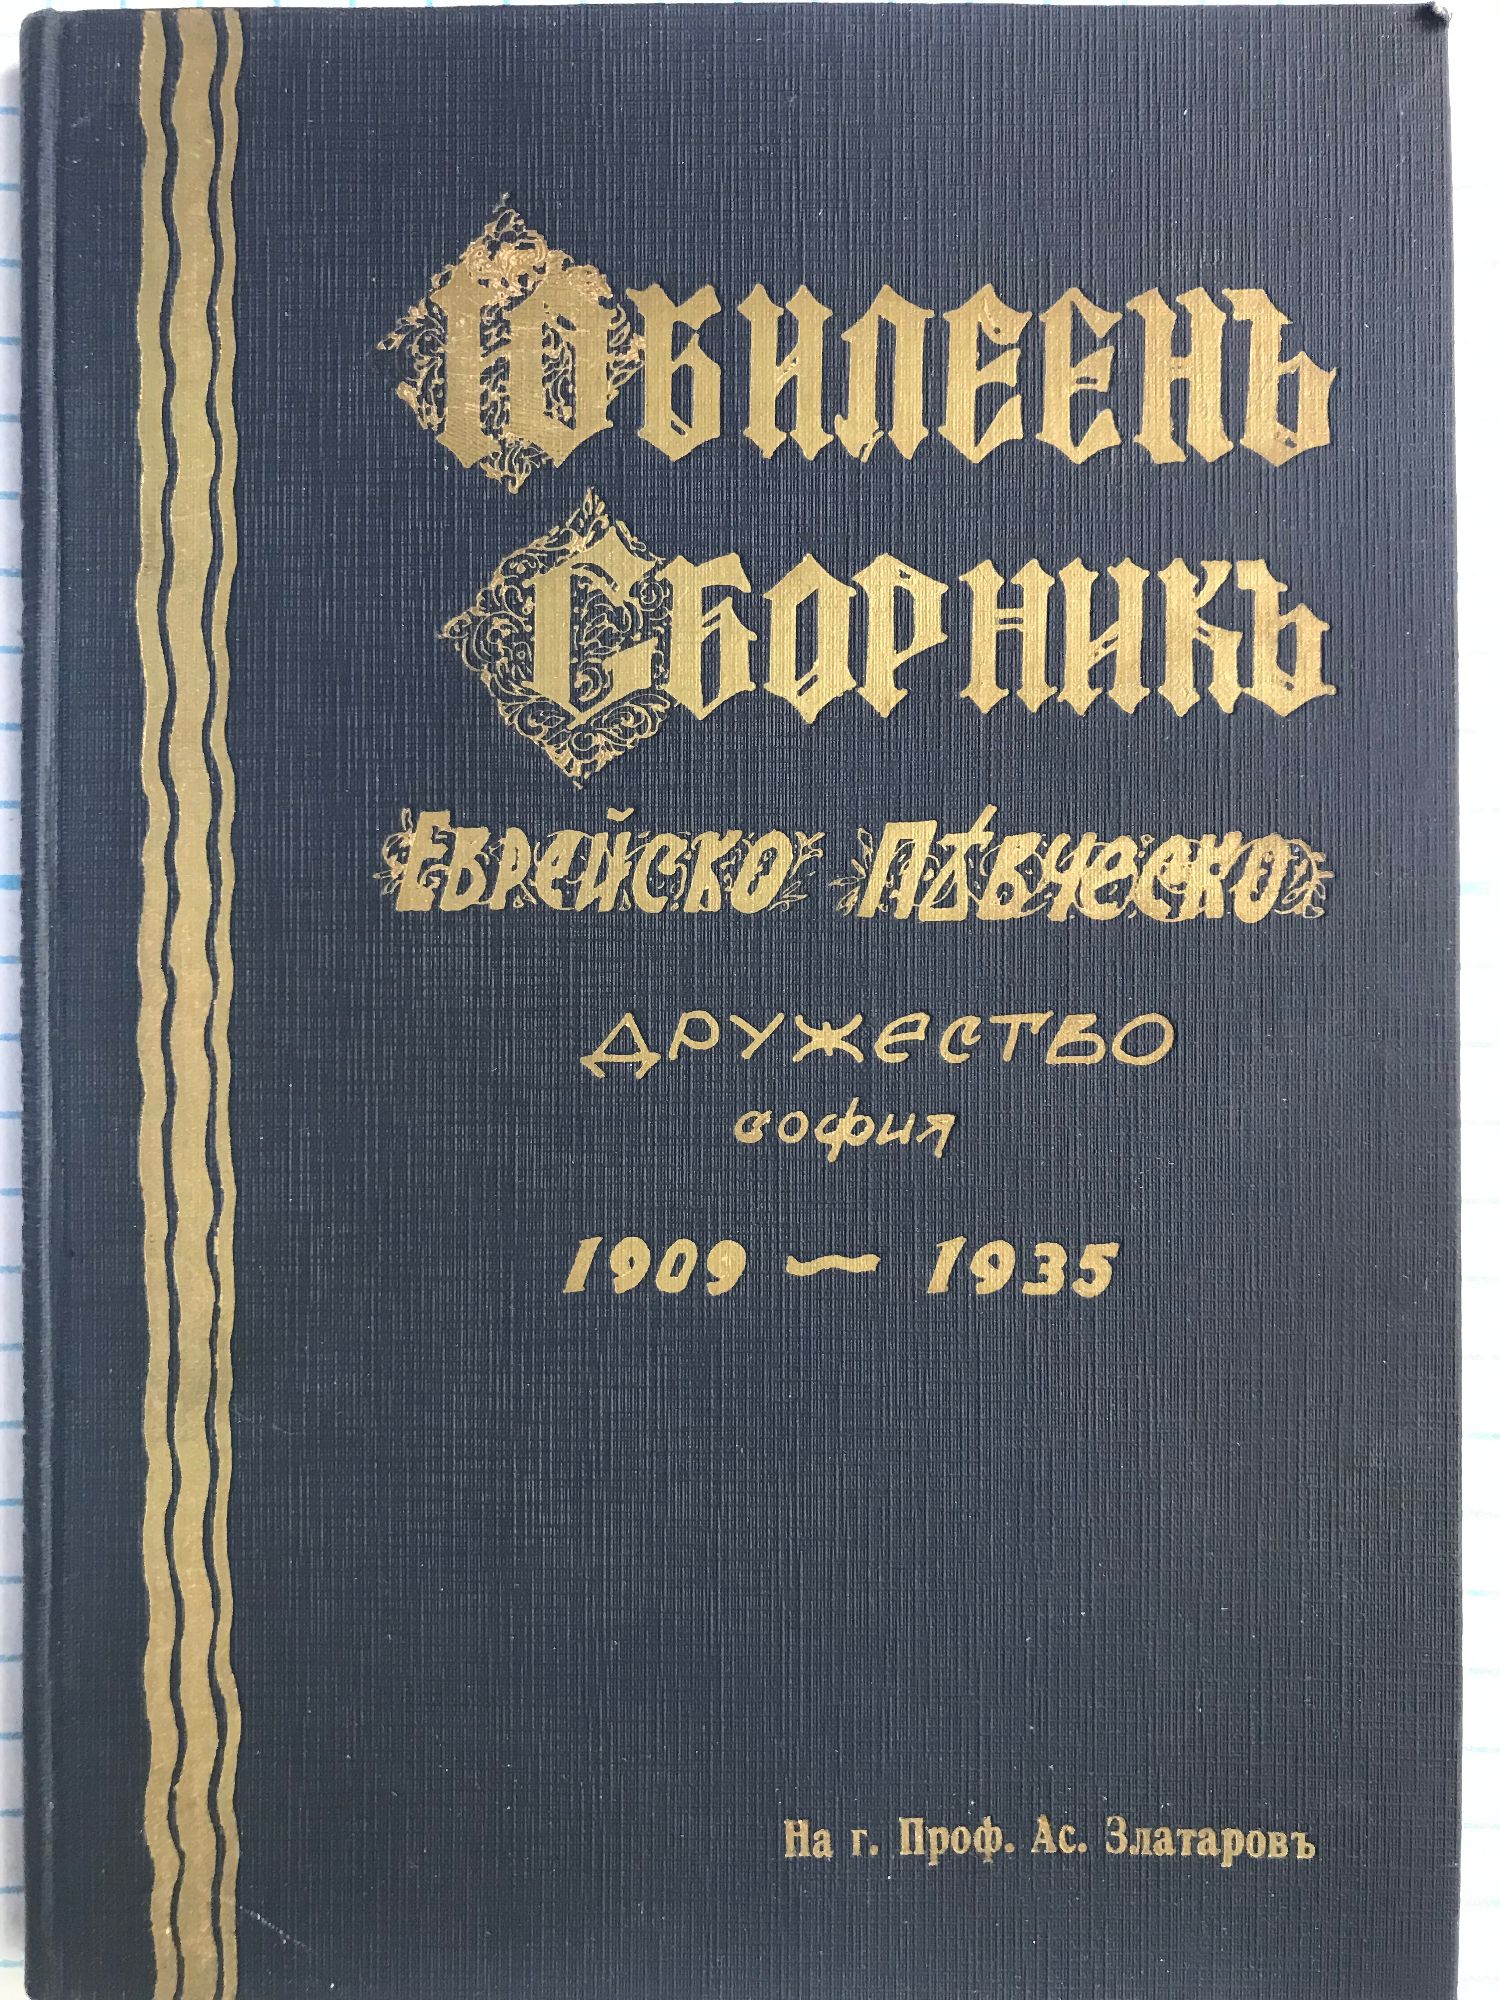 Юбилеенъ
Сборникъ
Еврейско Пѣвческо
Дружество
София
1909 — 1935
На г. Проф. Ас. Златаровъ